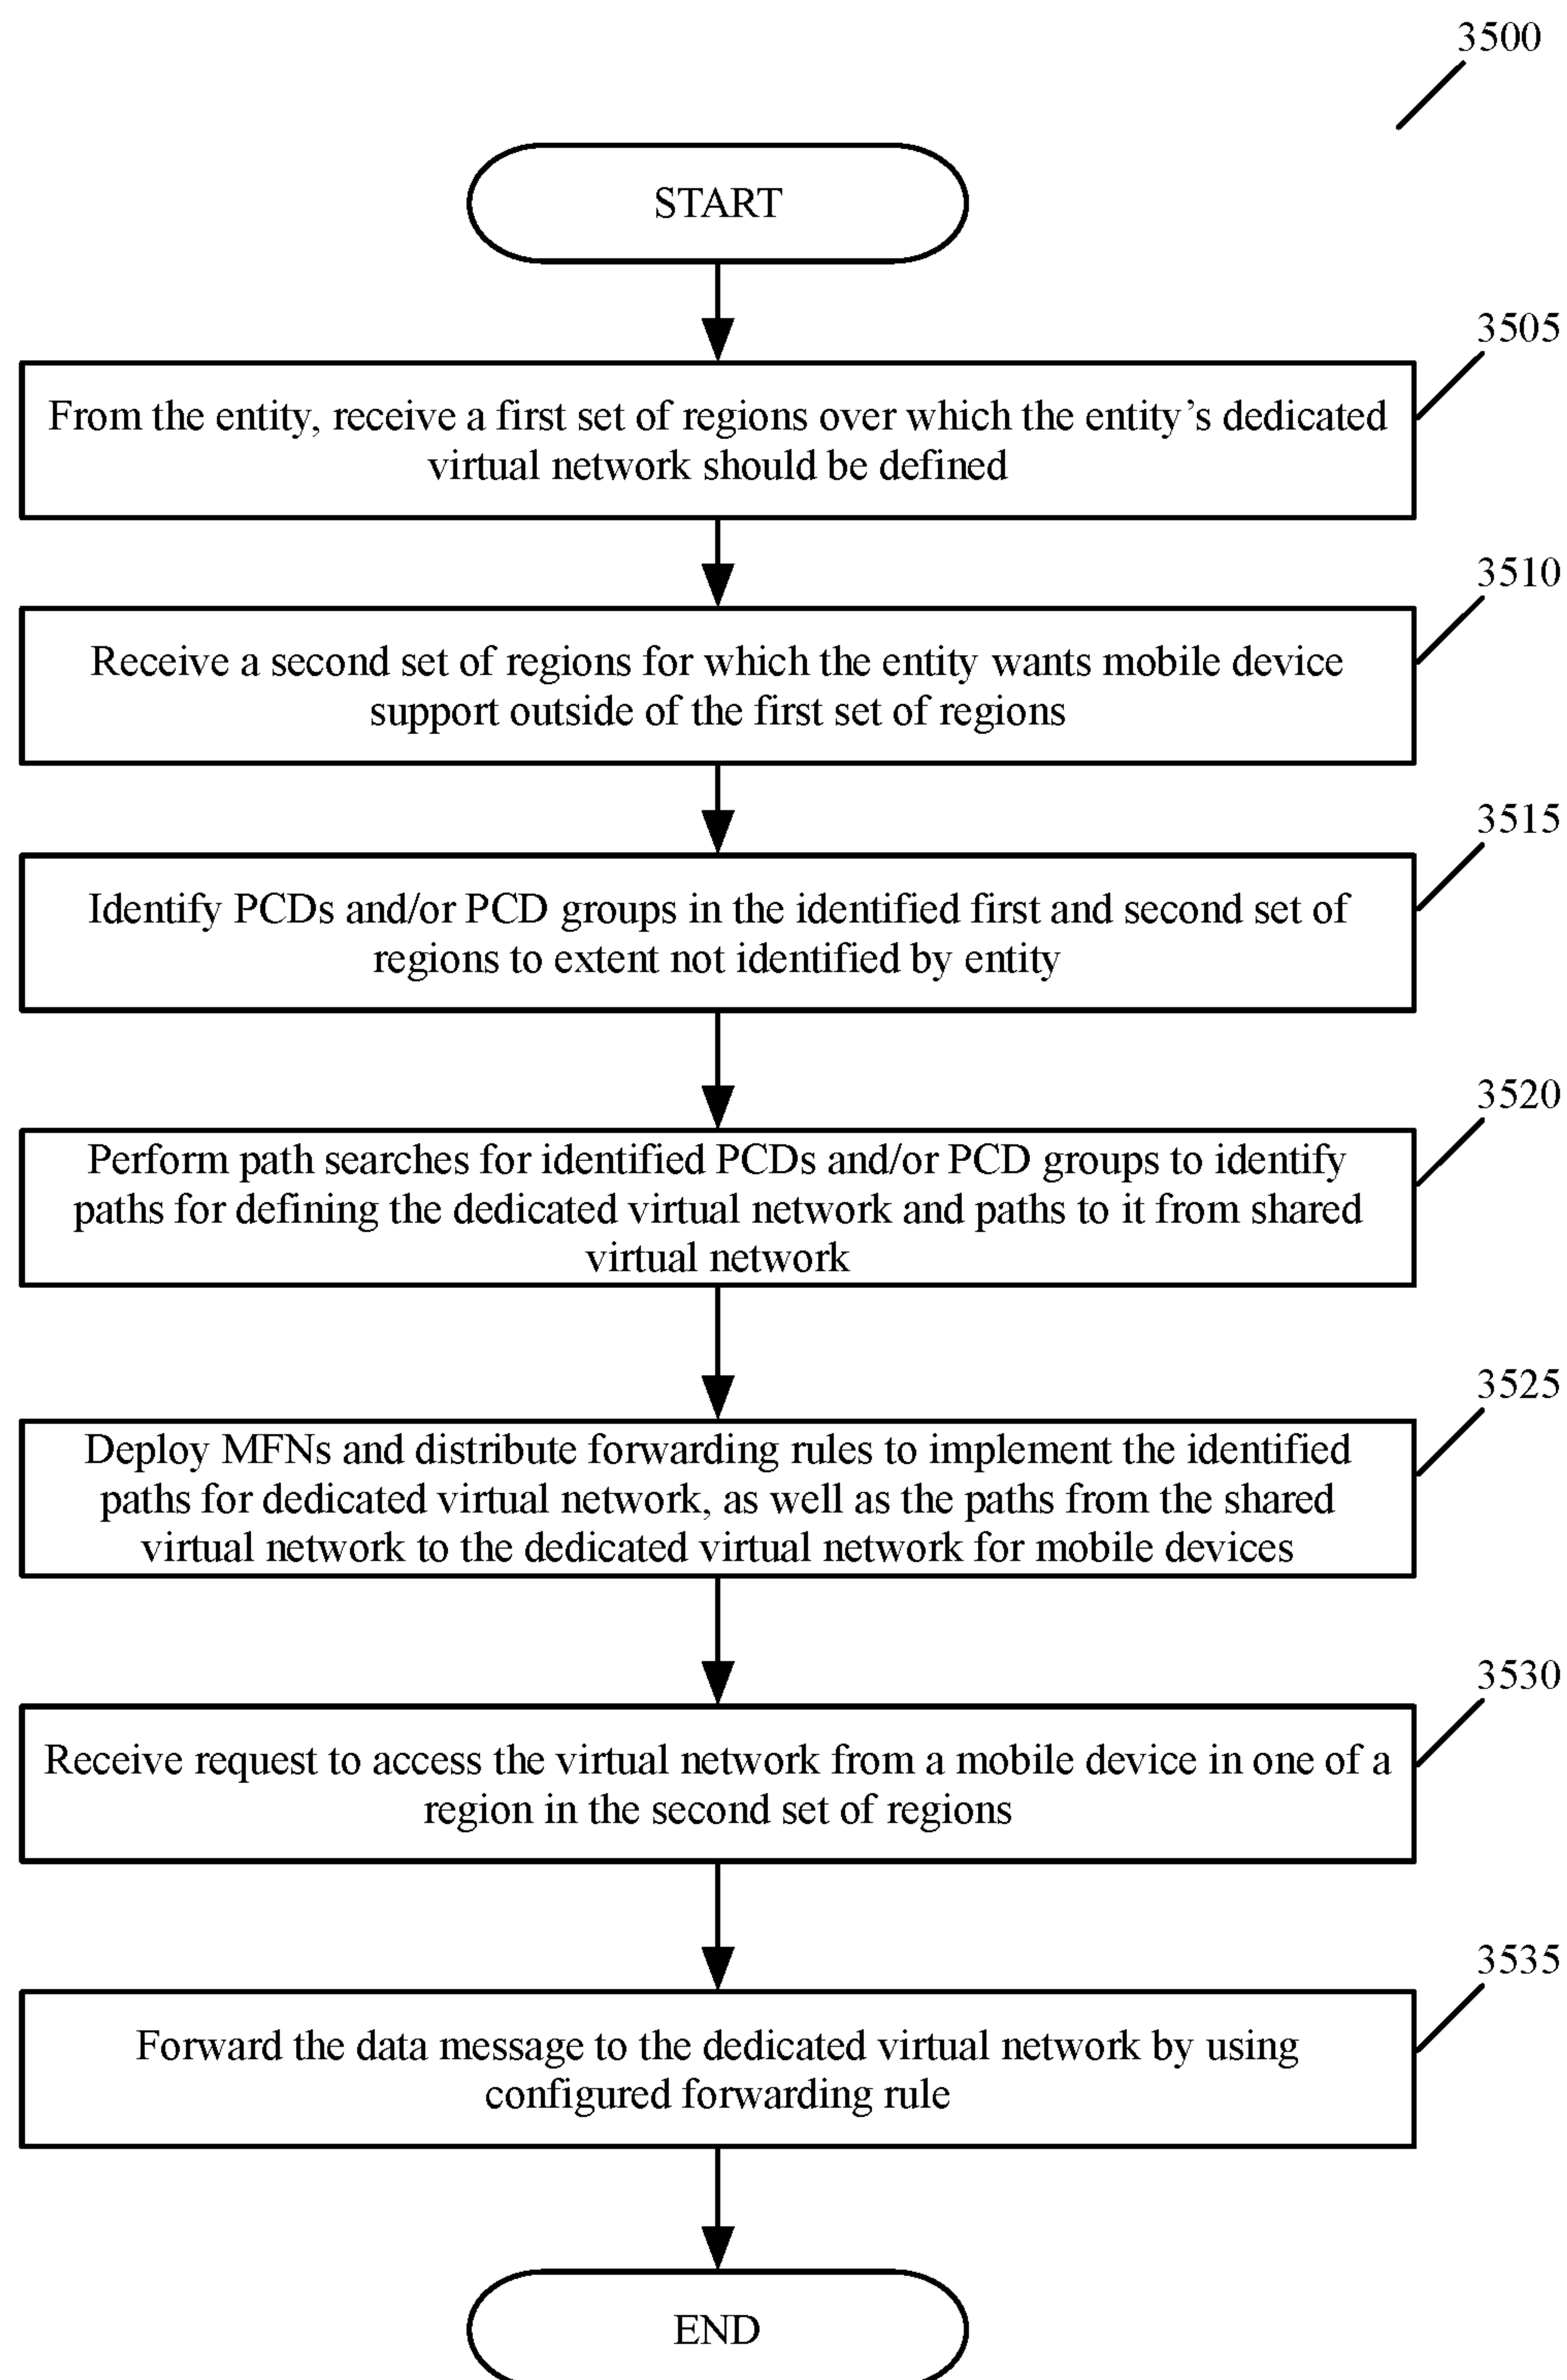 3500
START
3505
From the entity, receive a first set of regions over which the entity’s dedicated
virtual network should be defined
3510
Receive a second set of regions for which the entity wants mobile device
support outside of the first set of regions
3515
Identify PCDs and/or PCD groups in the identified first and second set of
regions to extent not identified by entity
3520
Perform path searches for identified PCDs and/or PCD groups to identify
paths for defining the dedicated virtual network and paths to it from shared
virtual network
3525
Deploy MFNs and distribute forwarding rules to implement the identified
paths for dedicated virtual network, as well as the paths from the shared
virtual network to the dedicated virtual network for mobile devices
3530
Receive request to access the virtual network from a mobile device in one of a
region in the second set of regions
3535
Forward the data message to the dedicated virtual network by using
configured forwarding rule
END